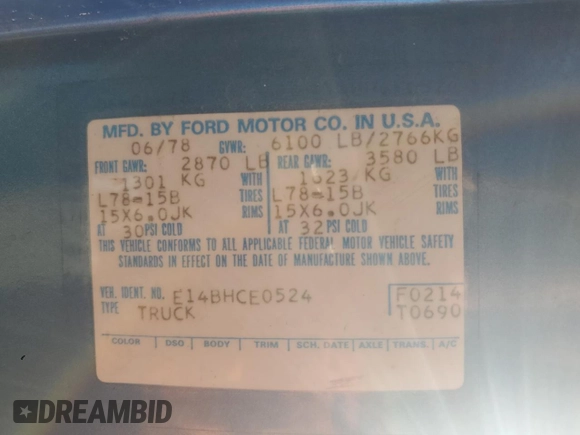 MFD. BY FORD MOTOR CO. IN U.S.A.
06/78 GVWR: 6100 LB/2766KG
FRONT GAWR: 2870 LB REAR GAWR: 3580 LB
1301 KG WITH 1623 KG WITH
L78-15B TIRES L78-15B TIRES
15X6.0JK RIMS 15X6.0JK RIMS
AT 30 PSI COLD AT 32 PSI COLD
THIS VEHICLE CONFORMS TO ALL APPLICABLE FEDERAL MOTOR VEHICLE SAFETY
STANDARDS IN EFFECT ON THE DATE OF MANUFACTURE SHOWN ABOVE.
VEH. IDENT. NO. E14BHCE0524 F0214
TYPE TRUCK T0690
COLOR DSO BODY TRIM SCH. DATE AXLE TRANS. A/C
DREAMBID